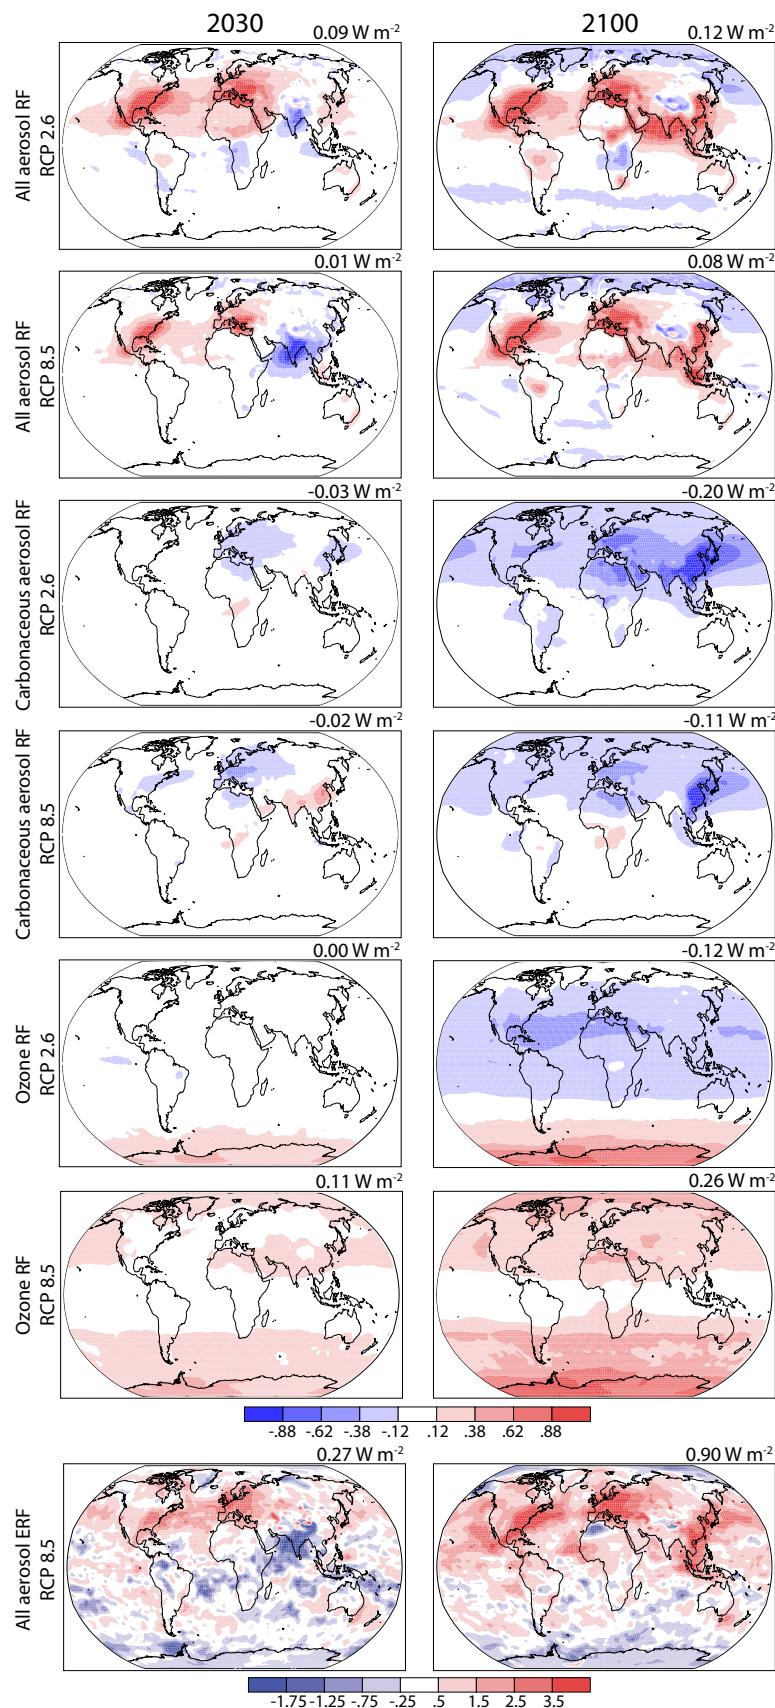 2030
2100
0.09 W m⁻²
0.12 W m⁻²
All aerosol RF
RCP 2.6
0.01 W m⁻²
0.08 W m⁻²
All aerosol RF
RCP 8.5
-0.03 W m⁻²
-0.20 W m⁻²
Carbonaceous aerosol RF
RCP 2.6
-0.02 W m⁻²
-0.11 W m⁻²
Carbonaceous aerosol RF
RCP 8.5
0.00 W m⁻²
-0.12 W m⁻²
Ozone RF
RCP 2.6
0.11 W m⁻²
0.26 W m⁻²
Ozone RF
RCP 8.5
-.88 -.62 -.38 -.12 .12 .38 .62 .88
0.27 W m⁻²
0.90 W m⁻²
All aerosol ERF
RCP 8.5
-1.75 -1.25 -.75 -.25 .5 1.5 2.5 3.5